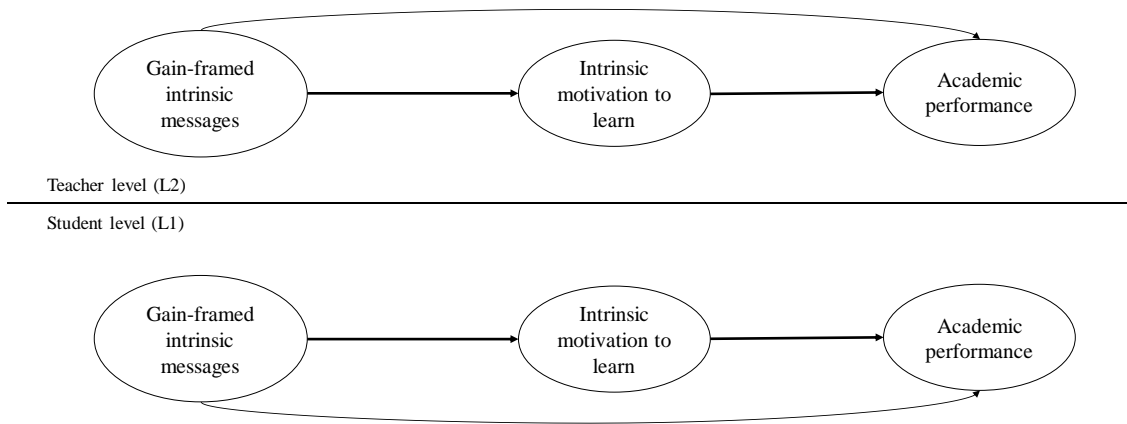 Gain-framed
intrinsic
messages
Intrinsic
motivation to
learn
Academic
performance
Teacher level (L2)
Student level (L1)
Gain-framed
intrinsic
messages
Intrinsic
motivation to
learn
Academic
performance